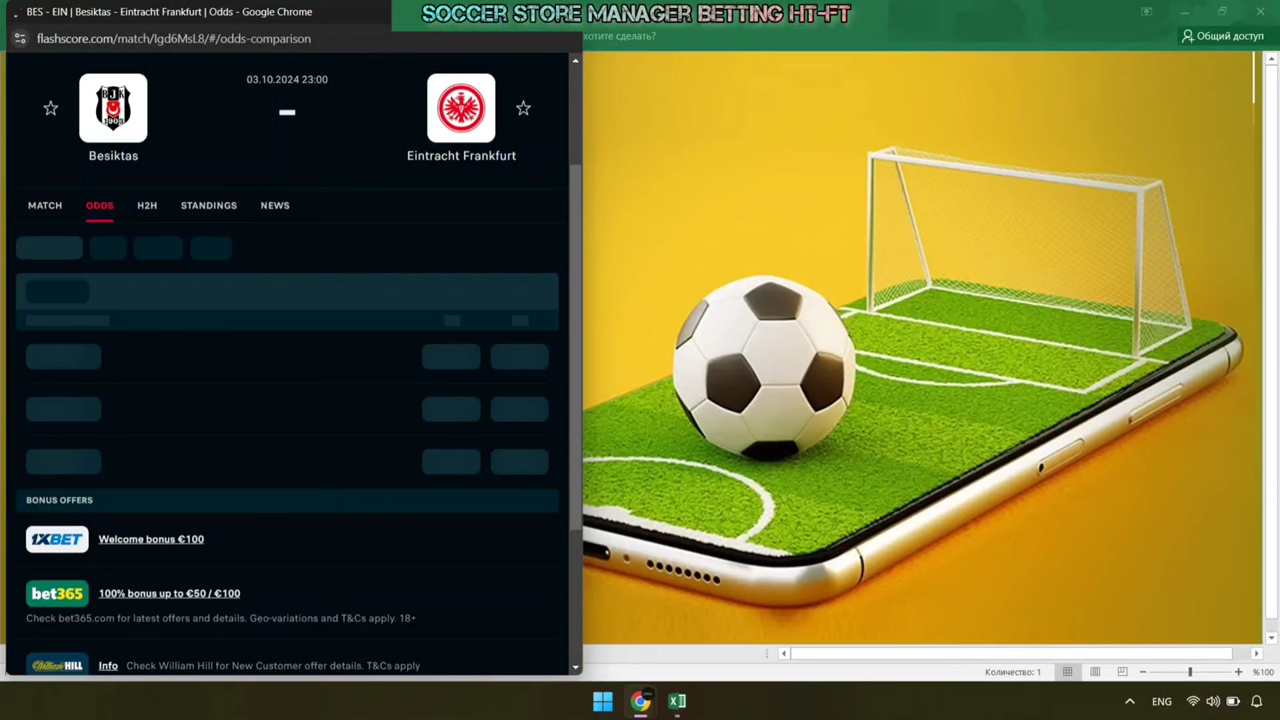 BES - EIN | Besiktas - Eintracht Frankfurt | Odds - Google Chrome
SOCCER STORE MANAGER BETTING HT-FT
flashscore.com/match/lgd6MsL8/#/odds-comparison
хотите сделать?
Общий доступ
03.10.2024 23:00
Besiktas
Eintracht Frankfurt
MATCH ODDS H2H STANDINGS NEWS
BONUS OFFERS
1XBET Welcome bonus €100
bet365 100% bonus up to €50 / €100
Check bet365.com for latest offers and details. Geo-variations and T&Cs apply. 18+
William HILL Info Check William Hill for New Customer offer details. T&Cs apply
Количество: 1
%100
ENG